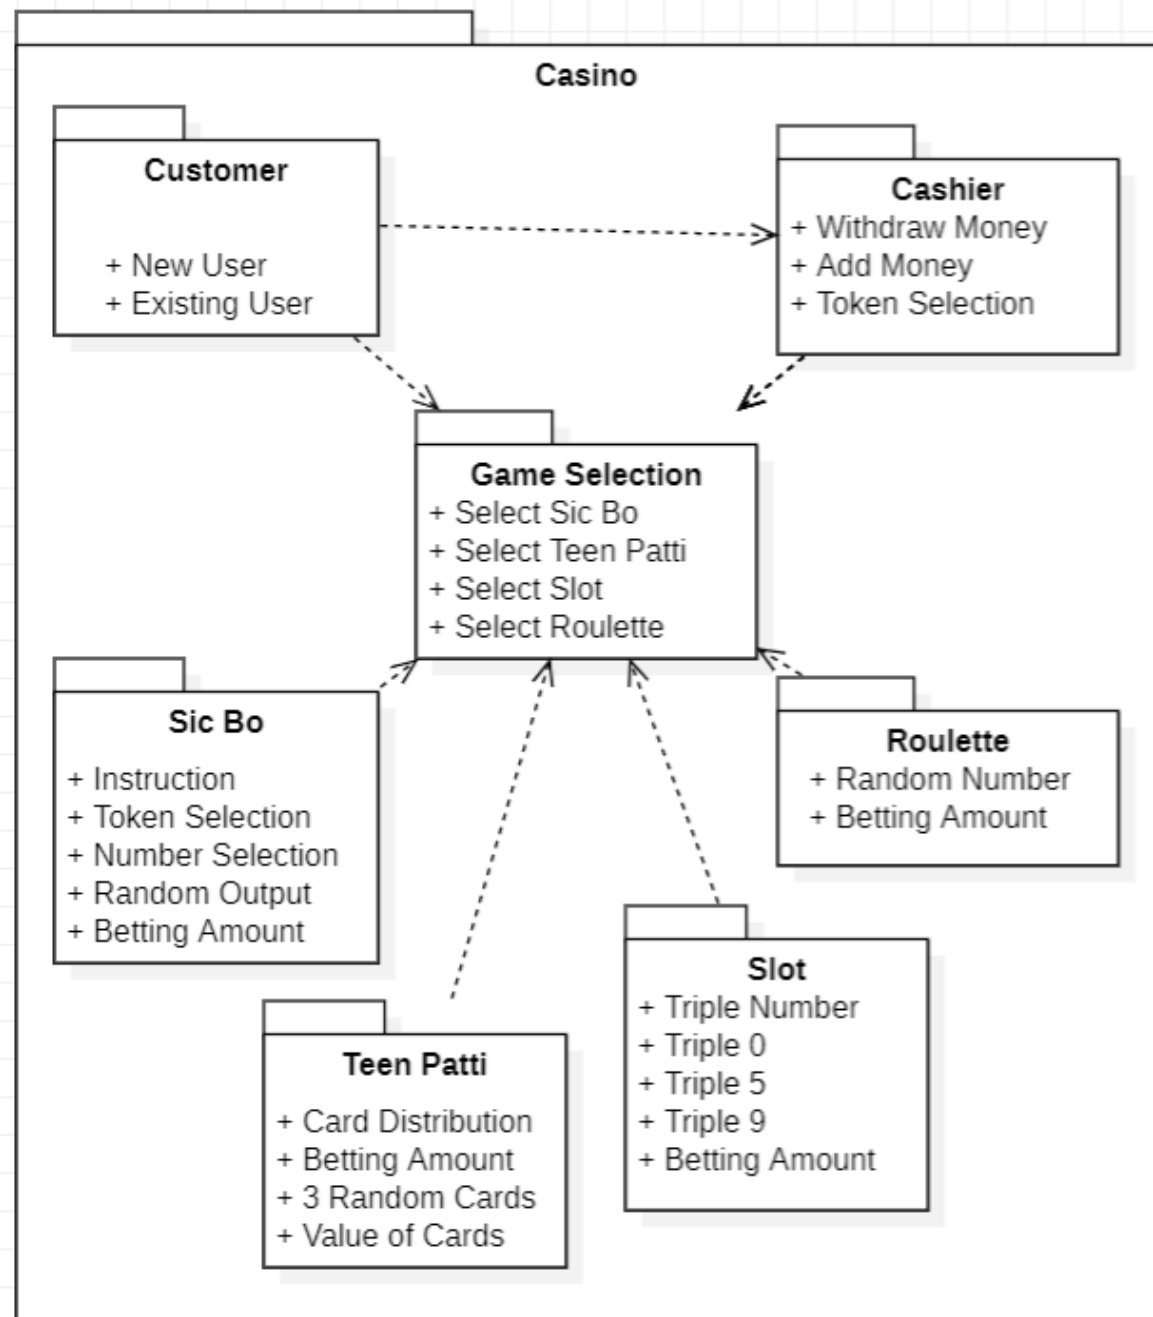 Casino
Customer
+ New User
+ Existing User
Cashier
+ Withdraw Money
+ Add Money
+ Token Selection
Game Selection
+ Select Sic Bo
+ Select Teen Patti
+ Select Slot
+ Select Roulette
Sic Bo
+ Instruction
+ Token Selection
+ Number Selection
+ Random Output
+ Betting Amount
Roulette
+ Random Number
+ Betting Amount
Teen Patti
+ Card Distribution
+ Betting Amount
+ 3 Random Cards
+ Value of Cards
Slot
+ Triple Number
+ Triple 0
+ Triple 5
+ Triple 9
+ Betting Amount